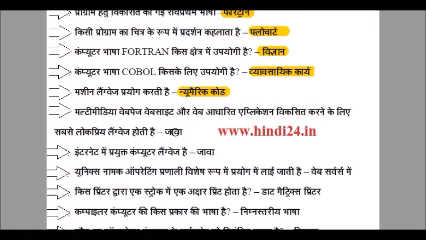 प्रोग्राम हेतु विकसित की गई सर्वप्रथम भाषा – फोरट्रॉन
किसी प्रोग्राम का चित्र के रूप में प्रदर्शन कहलाता है – फ्लोचार्ट
कंप्यूटर भाषा FORTRAN किस क्षेत्र में उपयोगी है? – विज्ञान
कंप्यूटर भाषा COBOL किसके लिए उपयोगी है? – व्यावसायिक कार्य
मशीन लैंग्वेज प्रयोग करती है – न्यूमैरिक कोड
मल्टीमीडिया वेबपेज वेबसाइट और वेब आधारित एप्लिकेशन विकसित करने के लिए
सबसे लोकप्रिय लैंग्वेज होती है – जावा www.hindi24.in
इंटरनेट में प्रयुक्त कंप्यूटर लैंग्वेज है – जावा
यूनिक्स नामक ऑपरेटिंग प्रणाली विशेष रूप में प्रयोग में लाई जाती है – वेब सर्वर्स में
किस प्रिंटर द्वारा एक स्ट्रोक में एक अक्षर प्रिंट होता है? – डाट मैट्रिक्स प्रिंटर
कम्पाइलर कंप्यूटर की किस प्रकार की भाषा है? – निम्नस्तरीय भाषा